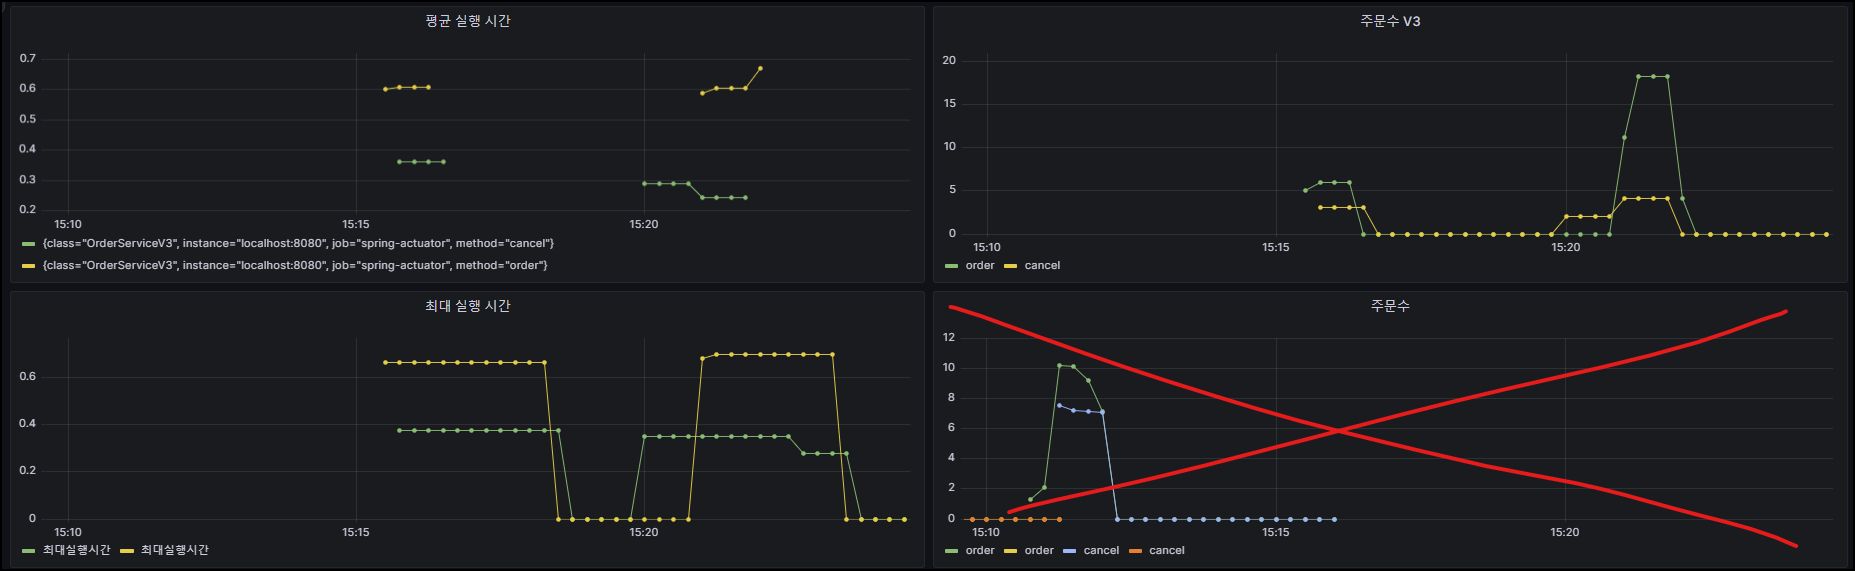 평균 실행 시간
0.7
0.6
0.5
0.4
0.3
0.2
15:10 15:15 15:20
{class="OrderServiceV3", instance="localhost:8080", job="spring-actuator", method="cancel"}
{class="OrderServiceV3", instance="localhost:8080", job="spring-actuator", method="order"}
주문수 V3
20
15
10
5
0
15:10 15:15 15:20
order cancel
최대 실행 시간
0.6
0.4
0.2
0
15:10 15:15 15:20
최대실행시간 최대실행시간
주문수
12
10
8
6
4
2
0
15:10 15:15 15:20
order order cancel cancel